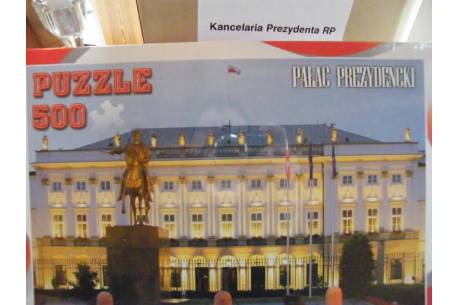 Kancelaria Prezydenta RP
PUZZLE
500
PAŁAC PREZYDENCKI